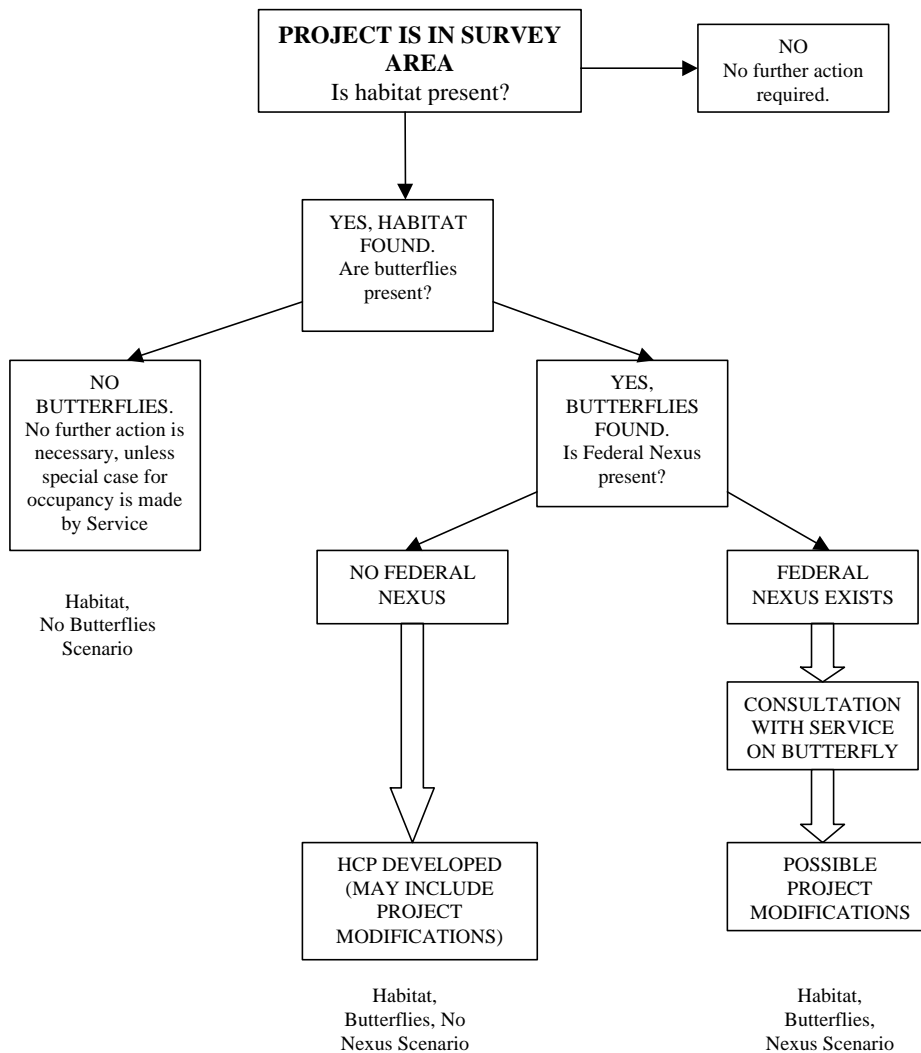 PROJECT IS IN SURVEY
AREA
Is habitat present?
NO
No further action
required.
YES, HABITAT
FOUND.
Are butterflies
present?
NO
BUTTERFLIES.
No further action is
necessary, unless
special case for
occupancy is made
by Service
YES,
BUTTERFLIES
FOUND.
Is Federal Nexus
present?
Habitat,
No Butterflies
Scenario
NO FEDERAL
NEXUS
FEDERAL
NEXUS EXISTS
CONSULTATION
WITH SERVICE
ON BUTTERFLY
HCP DEVELOPED
(MAY INCLUDE
PROJECT
MODIFICATIONS)
POSSIBLE
PROJECT
MODIFICATIONS
Habitat,
Butterflies, No
Nexus Scenario
Habitat,
Butterflies,
Nexus Scenario